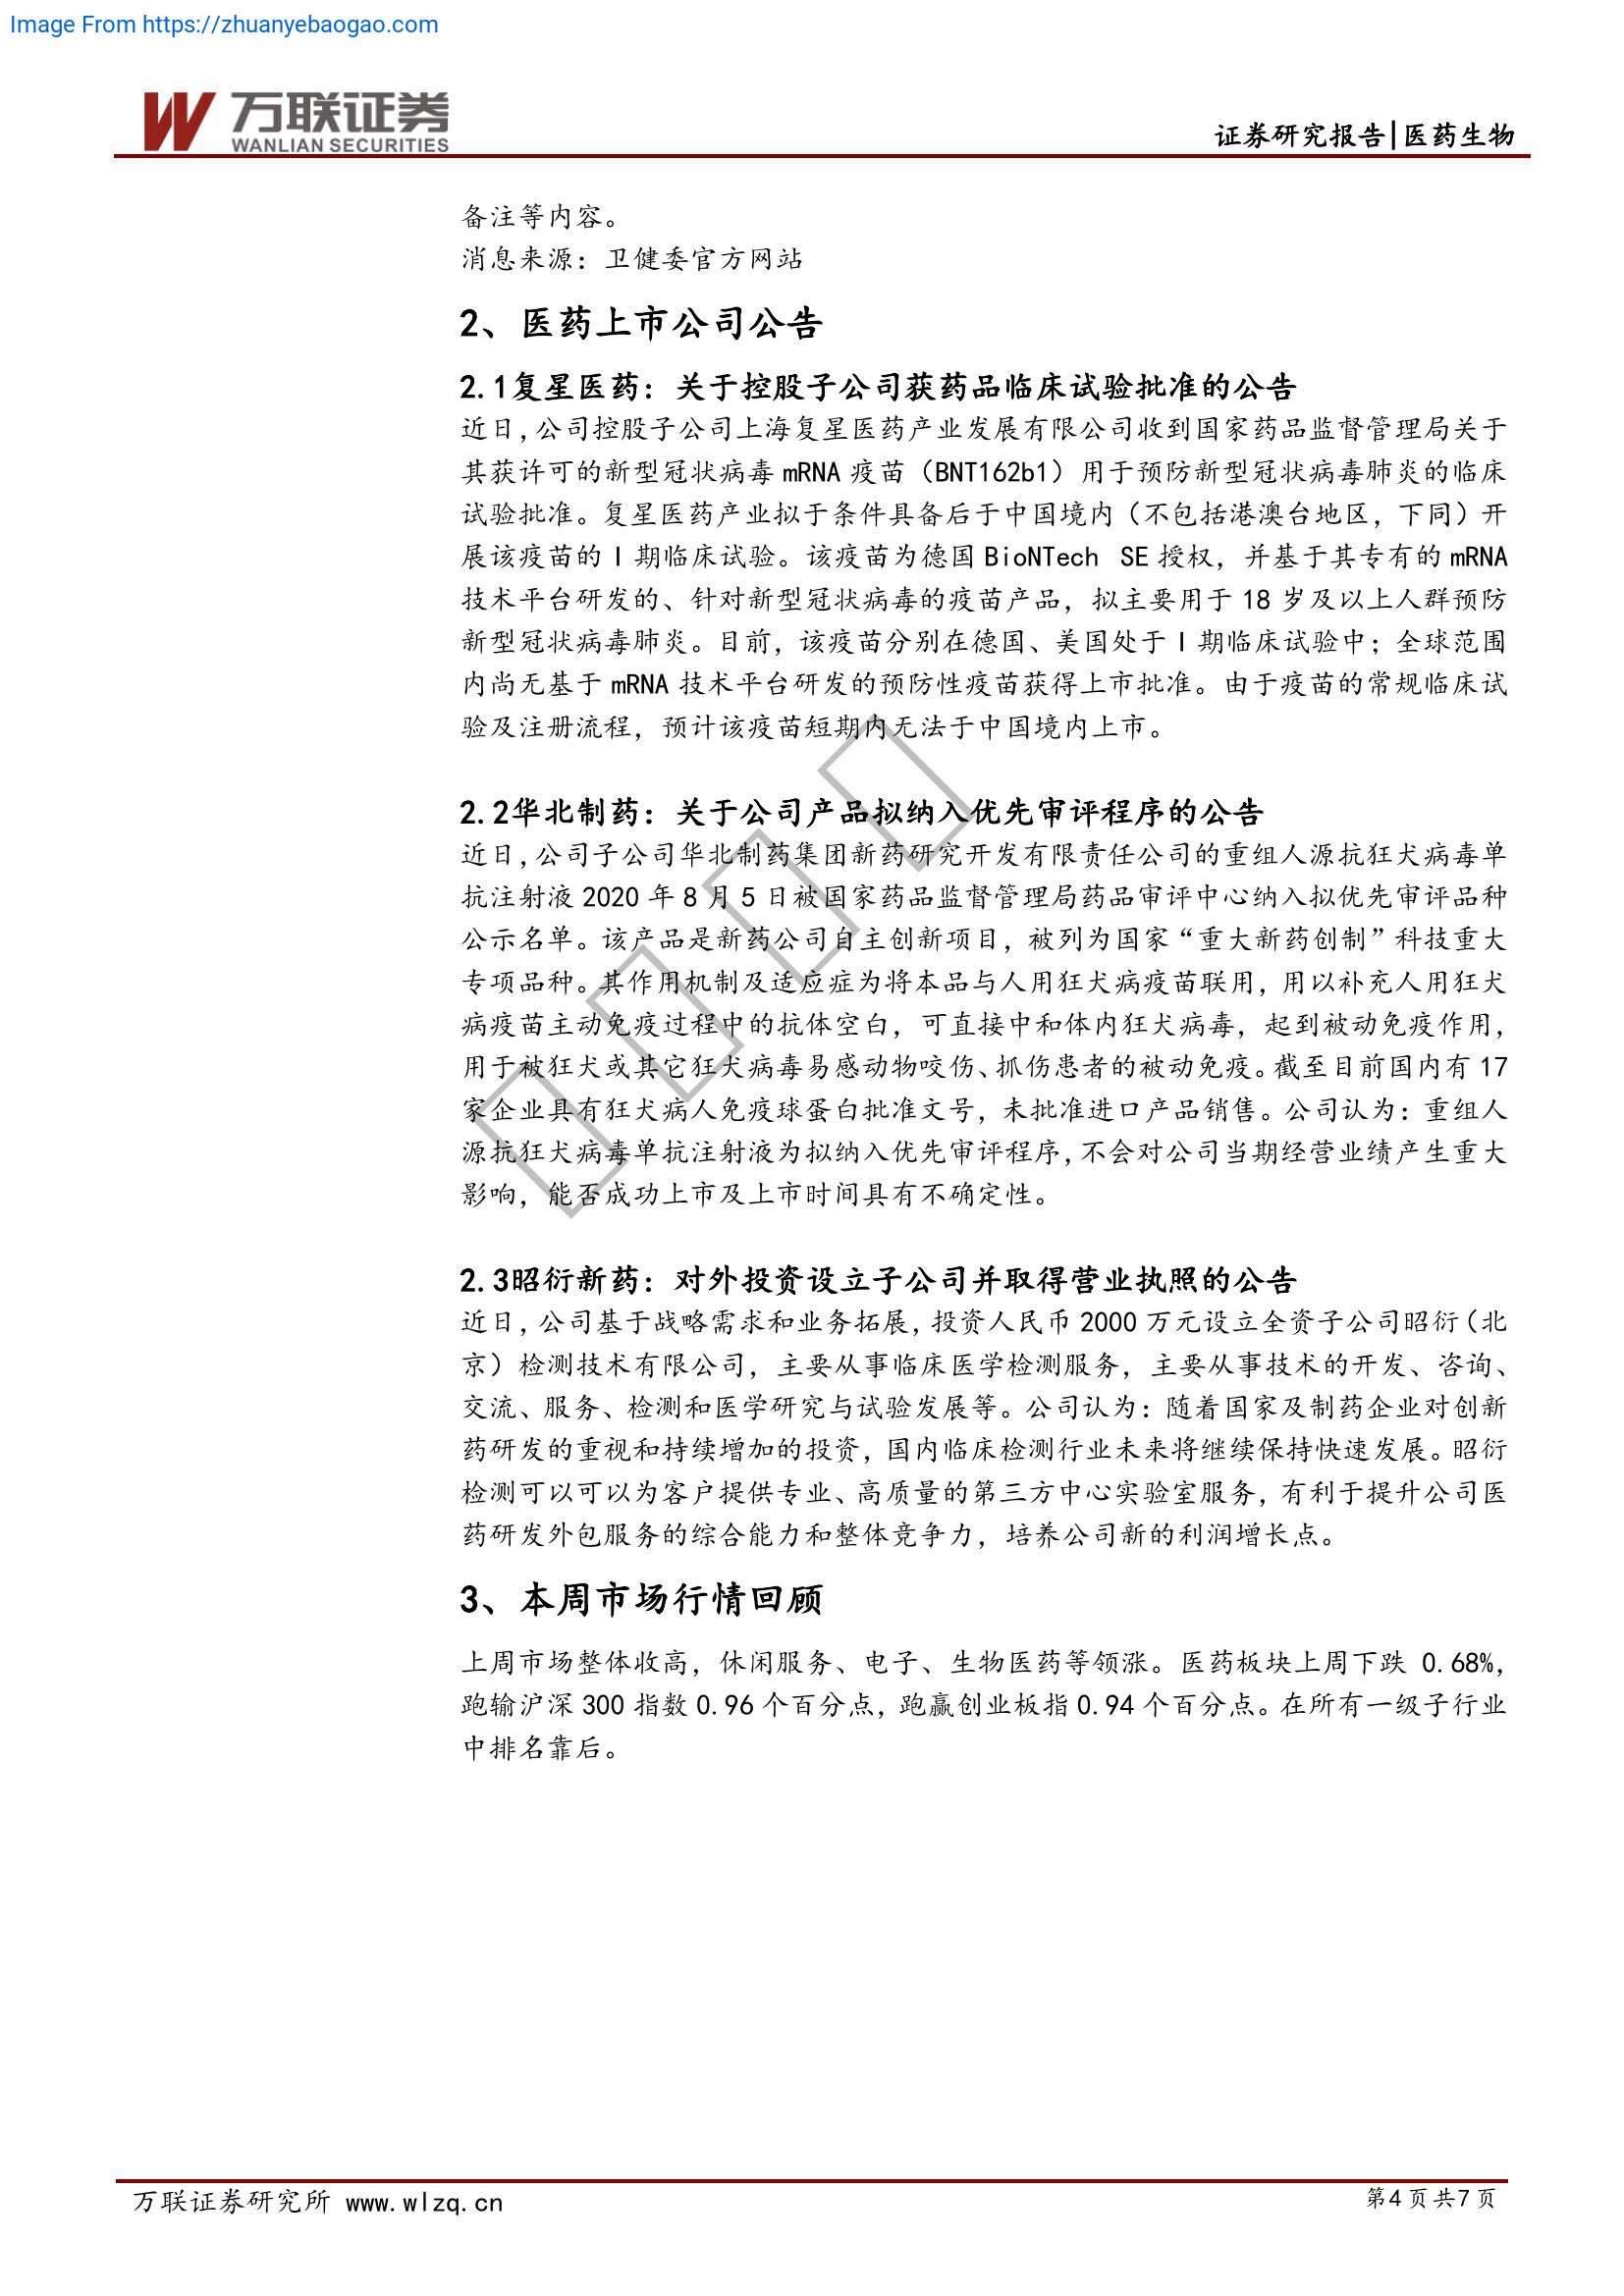 Image From https://zhuanyebaogao.com
万联证券
WANLIAN SECURITIES
证券研究报告|医药生物
备注等内容。
消息来源：卫健委官方网站
2、医药上市公司公告
2.1复星医药：关于控股子公司获药品临床试验批准的公告
近日,公司控股子公司上海复星医药产业发展有限公司收到国家药品监督管理局关于
其获许可的新型冠状病毒 mRNA 疫苗（BNT162b1）用于预防新型冠状病毒肺炎的临床
试验批准。复星医药产业拟于条件具备后于中国境内（不包括港澳台地区，下同）开
展该疫苗的 I 期临床试验。该疫苗为德国 BioNTech SE 授权，并基于其专有的 mRNA
技术平台研发的、针对新型冠状病毒的疫苗产品，拟主要用于 18 岁及以上人群预防
新型冠状病毒肺炎。目前，该疫苗分别在德国、美国处于 I 期临床试验中；全球范围
内尚无基于 mRNA 技术平台研发的预防性疫苗获得上市批准。由于疫苗的常规临床试
验及注册流程，预计该疫苗短期内无法于中国境内上市。
2.2华北制药：关于公司产品拟纳入优先审评程序的公告
近日,公司子公司华北制药集团新药研究开发有限责任公司的重组人源抗狂犬病毒单
抗注射液 2020 年 8 月 5 日被国家药品监督管理局药品审评中心纳入拟优先审评品种
公示名单。该产品是新药公司自主创新项目，被列为国家“重大新药创制”科技重大
专项品种。其作用机制及适应症为将本品与人用狂犬病疫苗联用，用以补充人用狂犬
病疫苗主动免疫过程中的抗体空白，可直接中和体内狂犬病毒，起到被动免疫作用，
用于被狂犬或其它狂犬病毒易感动物咬伤、抓伤患者的被动免疫。截至目前国内有 17
家企业具有狂犬病人免疫球蛋白批准文号，未批准进口产品销售。公司认为：重组人
源抗狂犬病毒单抗注射液为拟纳入优先审评程序,不会对公司当期经营业绩产生重大
影响，能否成功上市及上市时间具有不确定性。
2.3昭衍新药：对外投资设立子公司并取得营业执照的公告
近日,公司基于战略需求和业务拓展,投资人民币 2000 万元设立全资子公司昭衍（北
京）检测技术有限公司，主要从事临床医学检测服务，主要从事技术的开发、咨询、
交流、服务、检测和医学研究与试验发展等。公司认为：随着国家及制药企业对创新
药研发的重视和持续增加的投资，国内临床检测行业未来将继续保持快速发展。昭衍
检测可以可以为客户提供专业、高质量的第三方中心实验室服务，有利于提升公司医
药研发外包服务的综合能力和整体竞争力，培养公司新的利润增长点。
3、本周市场行情回顾
上周市场整体收高，休闲服务、电子、生物医药等领涨。医药板块上周下跌 0.68%，
跑输沪深 300 指数 0.96 个百分点，跑赢创业板指 0.94 个百分点。在所有一级子行业
中排名靠后。
万联证券研究所 www.wlzq.cn
第4页共7页